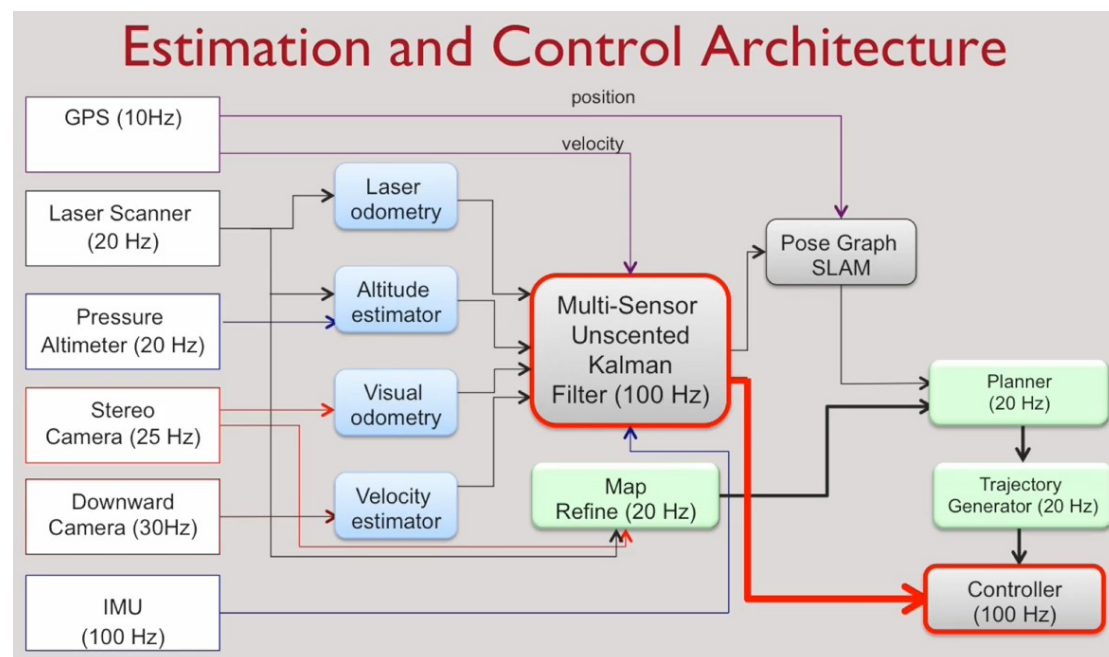 Estimation and Control Architecture
GPS (10Hz)
position
velocity
Laser Scanner
(20 Hz)
Pressure
Altimeter (20 Hz)
Stereo
Camera (25 Hz)
Downward
Camera (30Hz)
IMU
(100 Hz)
Laser
odometry
Altitude
estimator
Visual
odometry
Velocity
estimator
Multi-Sensor
Unscented
Kalman
Filter (100 Hz)
Map
Refine (20 Hz)
Pose Graph
SLAM
Planner
(20 Hz)
Trajectory
Generator (20 Hz)
Controller
(100 Hz)